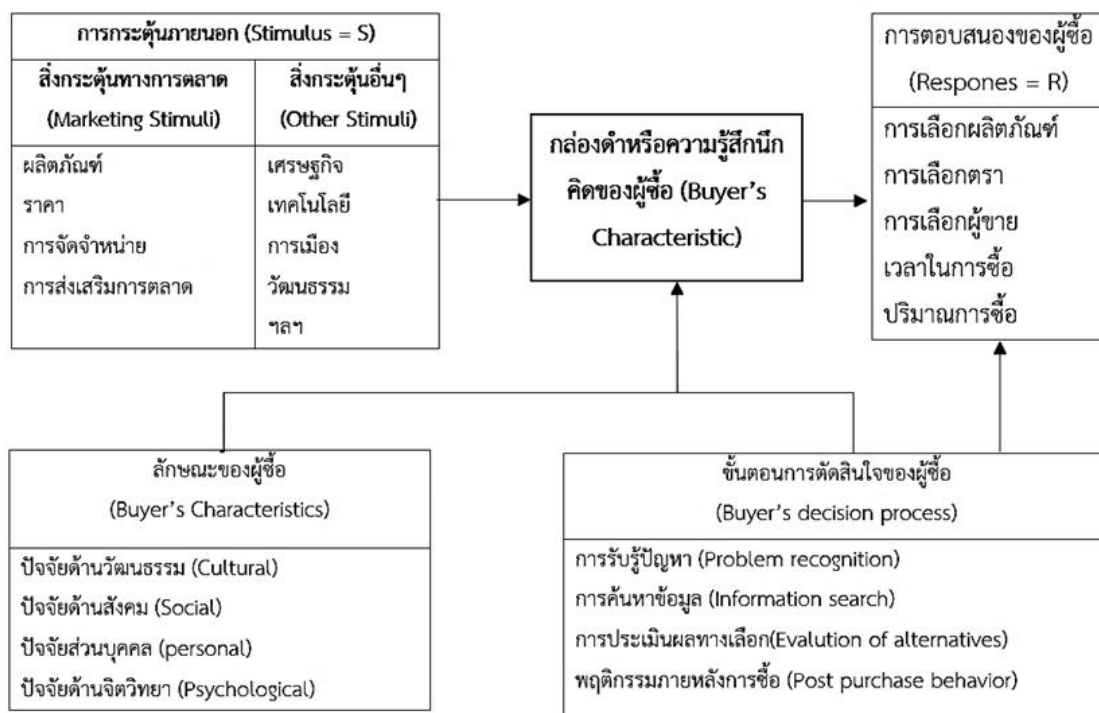 การกระตุ้นภายนอก (Stimulus = S)
สิ่งกระตุ้นทางการตลาด
(Marketing Stimuli)
สิ่งกระตุ้นอื่นๆ
(Other Stimuli)
ผลิตภัณฑ์
ราคา
การจัดจำหน่าย
การส่งเสริมการตลาด
เศรษฐกิจ
เทคโนโลยี
การเมือง
วัฒนธรรม
ฯลฯ
กล่องดำหรือความรู้สึกนึก
คิดของผู้ซื้อ (Buyer's
Characteristic)
การตอบสนองของผู้ซื้อ
(Respones = R)
การเลือกผลิตภัณฑ์
การเลือกตรา
การเลือกผู้ขาย
เวลาในการซื้อ
ปริมาณการซื้อ
ลักษณะของผู้ซื้อ
(Buyer's Characteristics)
ปัจจัยด้านวัฒนธรรม (Cultural)
ปัจจัยด้านสังคม (Social)
ปัจจัยส่วนบุคคล (personal)
ปัจจัยด้านจิตวิทยา (Psychological)
ขั้นตอนการตัดสินใจของผู้ซื้อ
(Buyer's decision process)
การรับรู้ปัญหา (Problem recognition)
การค้นหาข้อมูล (Information search)
การประเมินผลทางเลือก(Evalution of alternatives)
พฤติกรรมภายหลังการซื้อ (Post purchase behavior)